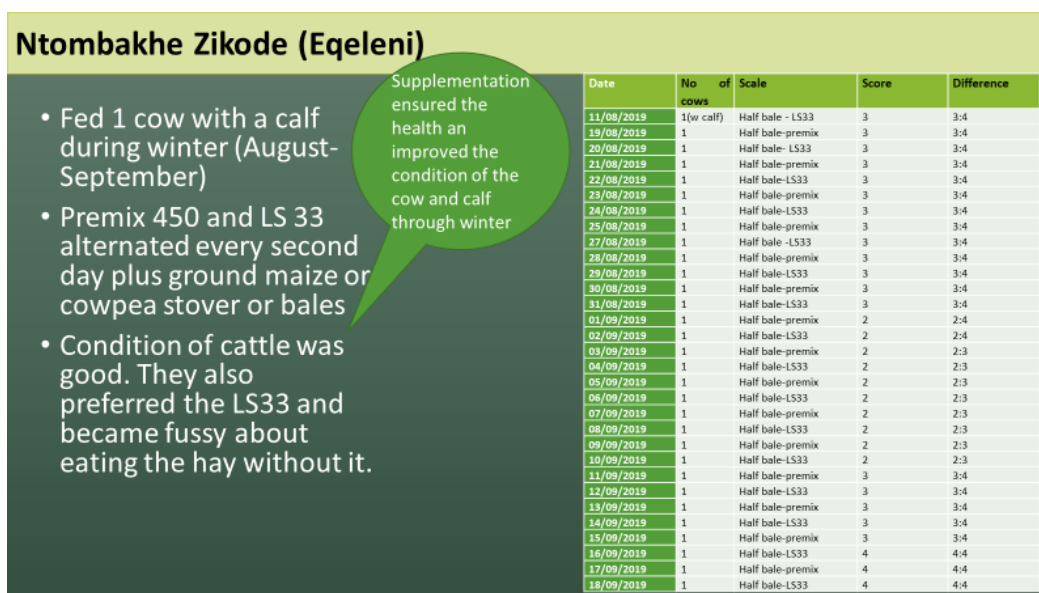 Ntombakhe Zikode (Eqeleni)
• Fed 1 cow with a calf
during winter (August-
September)
• Premix 450 and LS 33
alternated every second
day plus ground maize or
cowpea stover or bales
• Condition of cattle was
good. They also
preferred the LS33 and
became fussy about
eating the hay without it.
Supplementation
ensured the
health an
improved the
condition of the
cow and calf
through winter
Date No of cows Scale Score Difference
11/08/2019 1(w calf) Half bale - LS33 3 3:4
19/08/2019 1 Half bale-premix 3 3:4
20/08/2019 1 Half bale- LS33 3 3:4
21/08/2019 1 Half bale-premix 3 3:4
22/08/2019 1 Half bale-LS33 3 3:4
23/08/2019 1 Half bale-premix 3 3:4
24/08/2019 1 Half bale-LS33 3 3:4
25/08/2019 1 Half bale-premix 3 3:4
27/08/2019 1 Half bale -LS33 3 3:4
28/08/2019 1 Half bale-premix 3 3:4
29/08/2019 1 Half bale-LS33 3 3:4
30/08/2019 1 Half bale-premix 3 3:4
31/08/2019 1 Half bale-LS33 3 3:4
01/09/2019 1 Half bale-premix 2 2:4
02/09/2019 1 Half bale-LS33 2 2:4
03/09/2019 1 Half bale-premix 2 2:3
04/09/2019 1 Half bale-LS33 2 2:3
05/09/2019 1 Half bale-premix 2 2:3
06/09/2019 1 Half bale-LS33 2 2:3
07/09/2019 1 Half bale-premix 2 2:3
08/09/2019 1 Half bale-LS33 2 2:3
09/09/2019 1 Half bale-premix 2 2:3
10/09/2019 1 Half bale-LS33 2 2:3
11/09/2019 1 Half bale-premix 3 3:4
12/09/2019 1 Half bale-LS33 3 3:4
13/09/2019 1 Half bale-premix 3 3:4
14/09/2019 1 Half bale-LS33 3 3:4
15/09/2019 1 Half bale-premix 3 3:4
16/09/2019 1 Half bale-LS33 4 4:4
17/09/2019 1 Half bale-premix 4 4:4
18/09/2019 1 Half bale-LS33 4 4:4